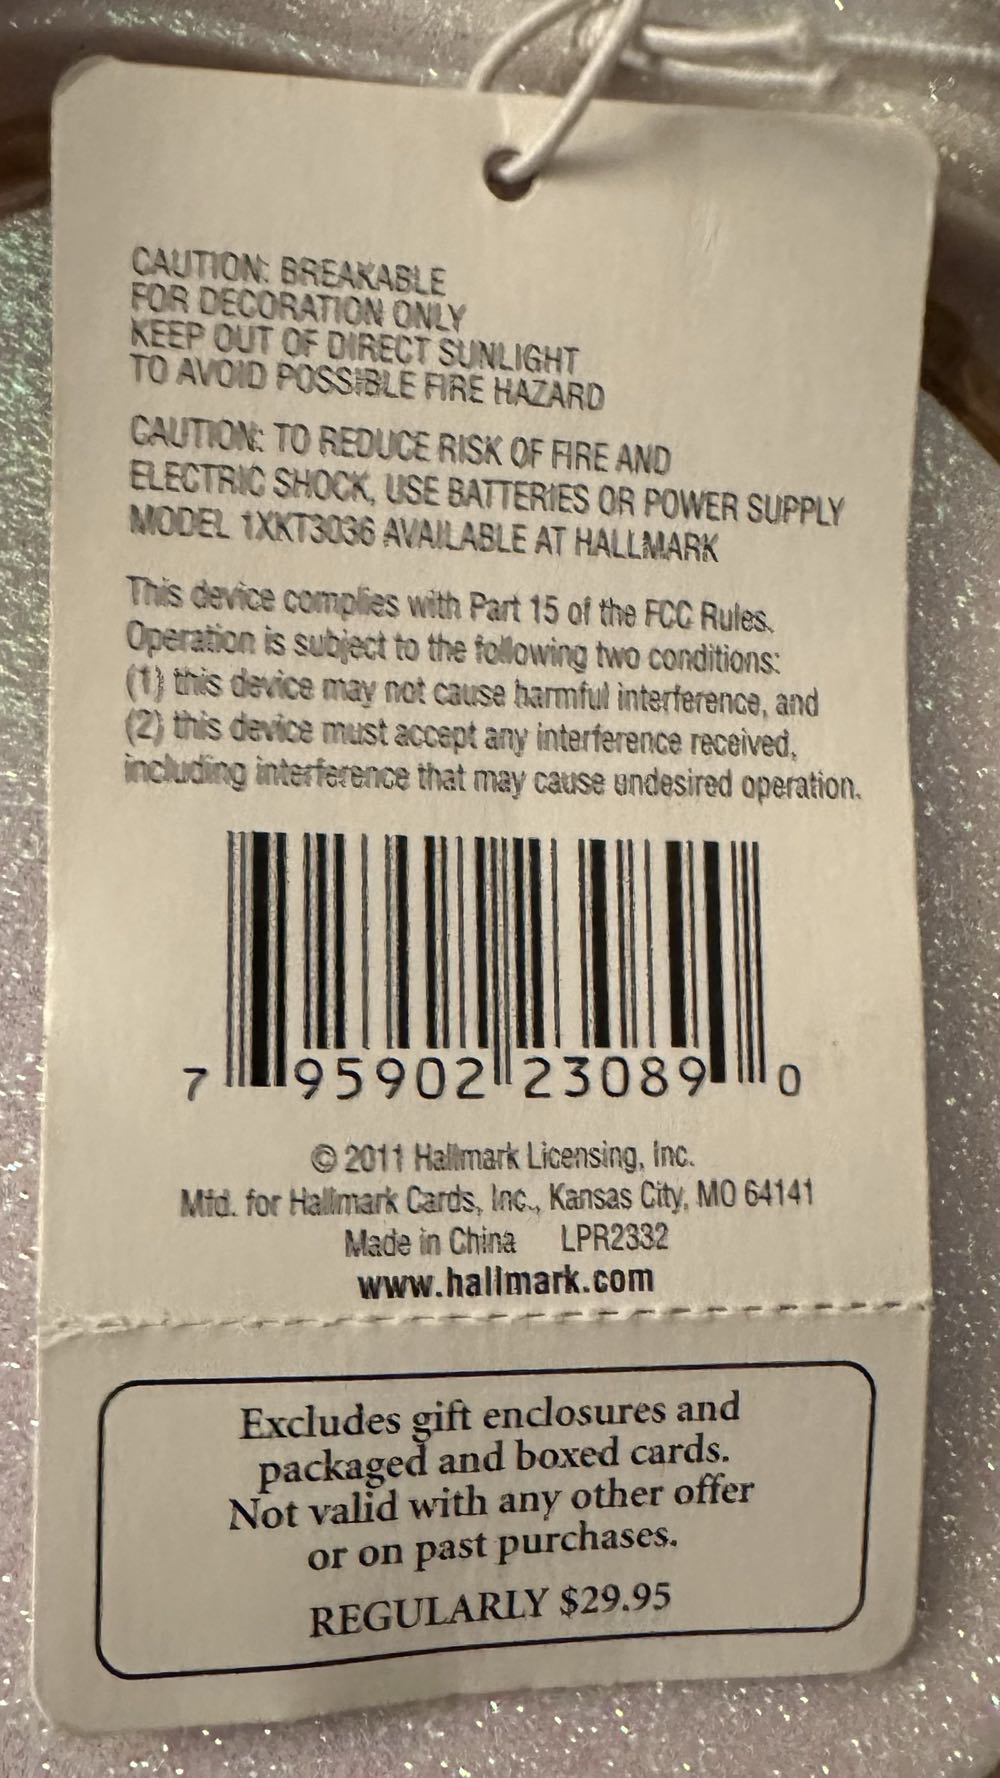 CAUTION: BREAKABLE
FOR DECORATION ONLY
KEEP OUT OF DIRECT SUNLIGHT
TO AVOID POSSIBLE FIRE HAZARD
CAUTION: TO REDUCE RISK OF FIRE AND
ELECTRIC SHOCK, USE BATTERIES OR POWER SUPPLY
MODEL 1XKT3036 AVAILABLE AT HALLMARK
This device complies with Part 15 of the FCC Rules.
Operation is subject to the following two conditions:
(1) this device may not cause harmful interference, and
(2) this device must accept any interference received,
including interference that may cause undesired operation.
7 95902 23089 0
© 2011 Hallmark Licensing, Inc.
Mfd. for Hallmark Cards, Inc., Kansas City, MO 64141
Made in China LPR2332
www.hallmark.com
Excludes gift enclosures and
packaged and boxed cards.
Not valid with any other offer
or on past purchases.
REGULARLY $29.95